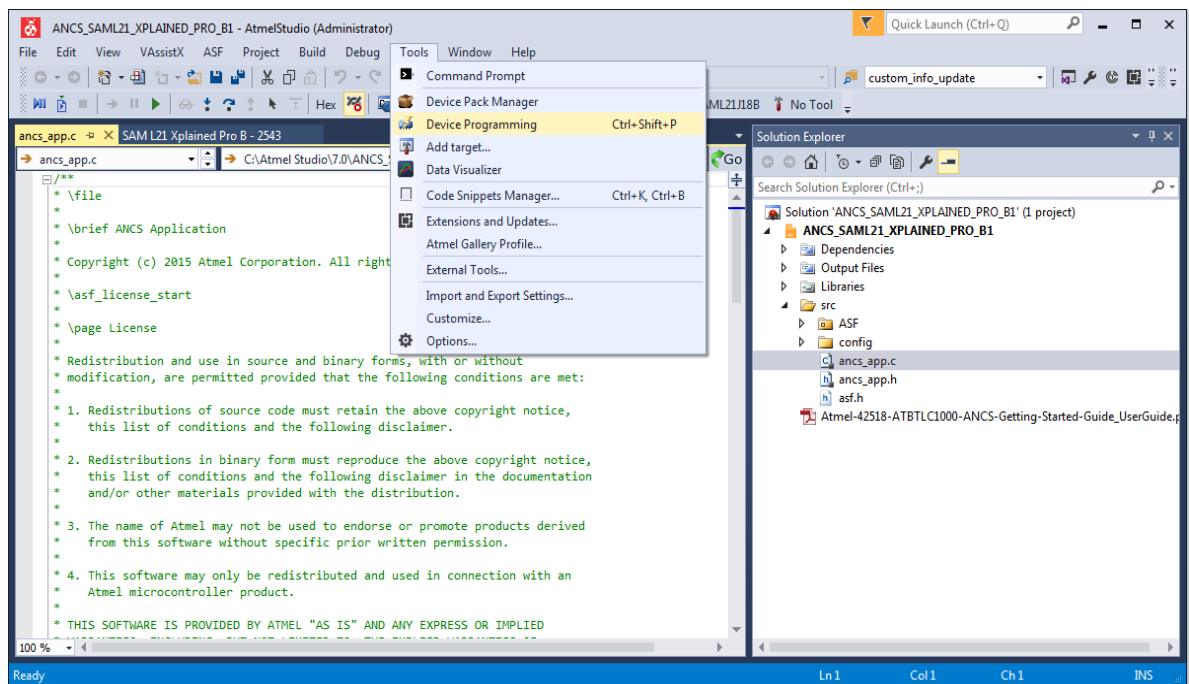 ANCS_SAML21_XPLAINED_PRO_B1 - AtmelStudio (Administrator)
Quick Launch (Ctrl+Q)
File Edit View VAssistX ASF Project Build Debug Tools Window Help
custom_info_update
Hex
ML21J18B No Tool
Command Prompt
Device Pack Manager
Device Programming Ctrl+Shift+P
Add target...
Data Visualizer
Code Snippets Manager... Ctrl+K, Ctrl+B
Extensions and Updates...
Atmel Gallery Profile...
External Tools...
Import and Export Settings...
Customize...
Options...
ancs_app.c SAM L21 Xplained Pro B - 2543
ancs_app.c C:\Atmel Studio\7.0\ANCS_ Go
/**
* \file
*
* \brief ANCS Application
*
* Copyright (c) 2015 Atmel Corporation. All right
*
* \asf_license_start
*
* \page License
*
* Redistribution and use in source and binary forms, with or without
* modification, are permitted provided that the following conditions are met:
*
* 1. Redistributions of source code must retain the above copyright notice,
* this list of conditions and the following disclaimer.
*
* 2. Redistributions in binary form must reproduce the above copyright notice,
* this list of conditions and the following disclaimer in the documentation
* and/or other materials provided with the distribution.
*
* 3. The name of Atmel may not be used to endorse or promote products derived
* from this software without specific prior written permission.
*
* 4. This software may only be redistributed and used in connection with an
* Atmel microcontroller product.
*
* THIS SOFTWARE IS PROVIDED BY ATMEL "AS IS" AND ANY EXPRESS OR IMPLIED
100 %
Solution Explorer
Search Solution Explorer (Ctrl+;)
Solution 'ANCS_SAML21_XPLAINED_PRO_B1' (1 project)
ANCS_SAML21_XPLAINED_PRO_B1
Dependencies
Output Files
Libraries
src
ASF
config
ancs_app.c
ancs_app.h
asf.h
Atmel-42518-ATBTLC1000-ANCS-Getting-Started-Guide_UserGuide.p
Ready Ln 1 Col 1 Ch 1 INS